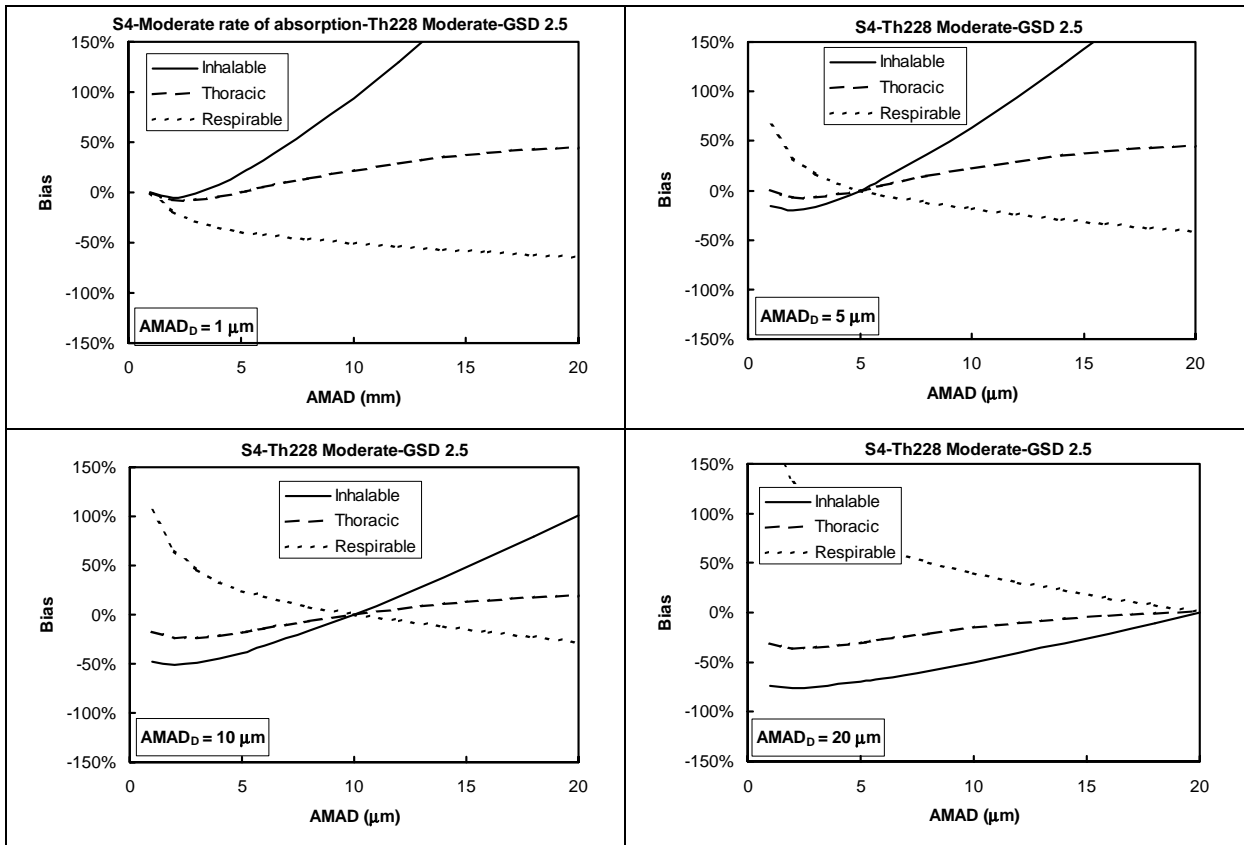 S4-Moderate rate of absorption-Th228 Moderate-GSD 2.5
150%
100%
50%
0%
-50%
-100%
-150%
Bias
Inhalable
Thoracic
Respirable
AMAD_D = 1 μm
0 5 10 15 20
AMAD (mm)
S4-Th228 Moderate-GSD 2.5
150%
100%
50%
0%
-50%
-100%
-150%
Bias
Inhalable
Thoracic
Respirable
AMAD_D = 5 μm
0 5 10 15 20
AMAD (μm)
S4-Th228 Moderate-GSD 2.5
150%
100%
50%
0%
-50%
-100%
-150%
Bias
Inhalable
Thoracic
Respirable
AMAD_D = 10 μm
0 5 10 15 20
AMAD (μm)
S4-Th228 Moderate-GSD 2.5
150%
100%
50%
0%
-50%
-100%
-150%
Bias
Inhalable
Thoracic
Respirable
AMAD_D = 20 μm
0 5 10 15 20
AMAD (μm)